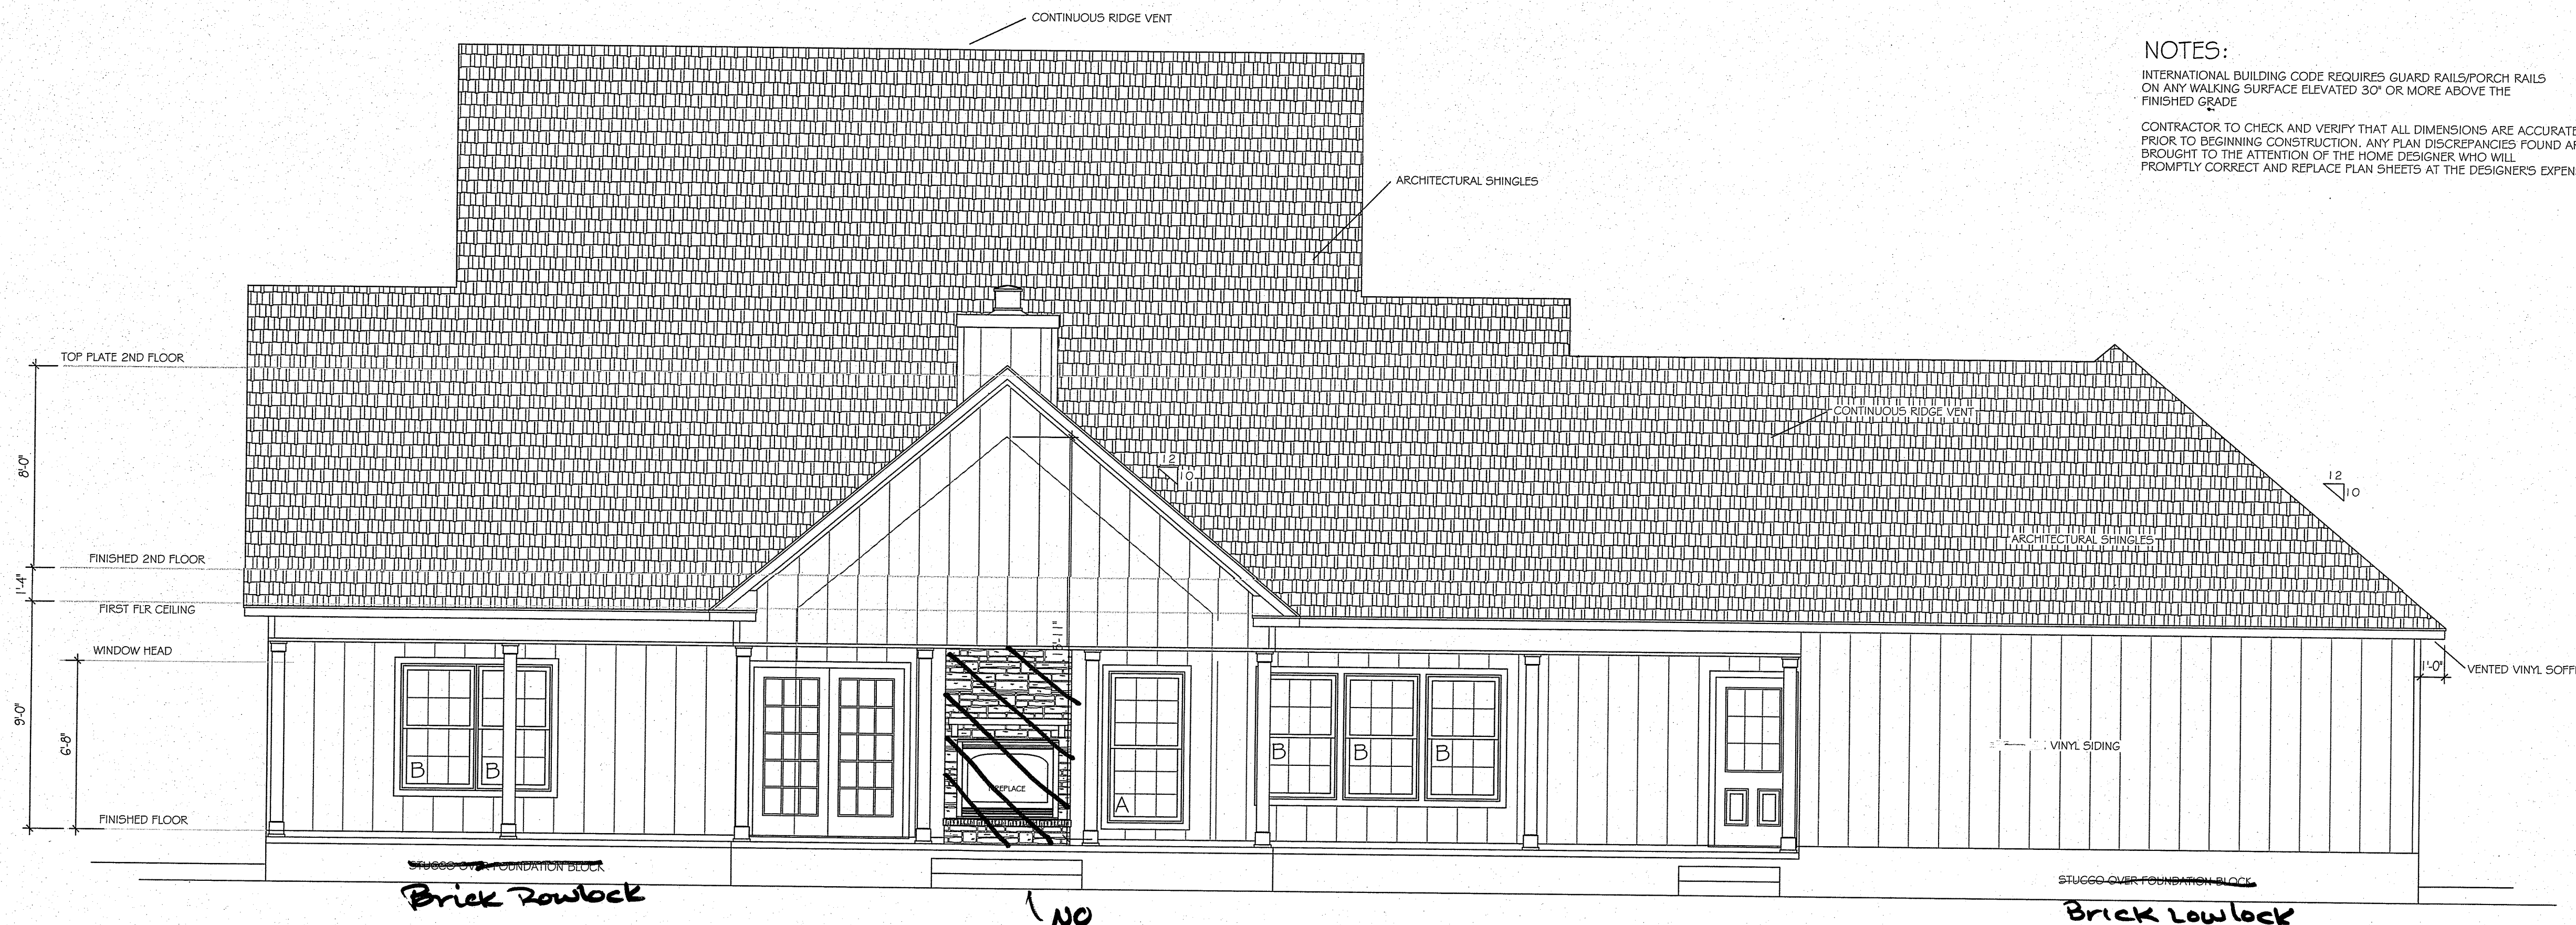 CONTINUOUS RIDGE VENT
NOTES:
INTERNATIONAL BUILDING CODE REQUIRES GUARD RAILS/PORCH RAILS
ON ANY WALKING SURFACE ELEVATED 30" OR MORE ABOVE THE
FINISHED GRADE
CONTRACTOR TO CHECK AND VERIFY THAT ALL DIMENSIONS ARE ACCURATE
PRIOR TO BEGINNING CONSTRUCTION. ANY PLAN DISCREPANCIES FOUND
BROUGHT TO THE ATTENTION OF THE HOME DESIGNER WHO WILL
PROMPTLY CORRECT AND REPLACE PLAN SHEETS AT THE DESIGNER'S
ARCHITECTURAL SHINGLES
TOP PLATE 2ND FLOOR
CONTINUOUS RIDGE VENT
12
10
12
10
8'-0"
ARCHITECTURAL SHINGLES
FINISHED 2ND FLOOR
1'-4"
FIRST FLR CEILING
WINDOW HEAD
1'-0"
VENTED VINYL
9'-0"
6'-8"
VINYL SIDING
B
B
B
B
B
FIREPLACE
A
FINISHED FLOOR
STUCCO OVER FOUNDATION BLOCK
Brick Rowlock
NO
STUCCO OVER FOUNDATION BLOCK
Brick Lowlock